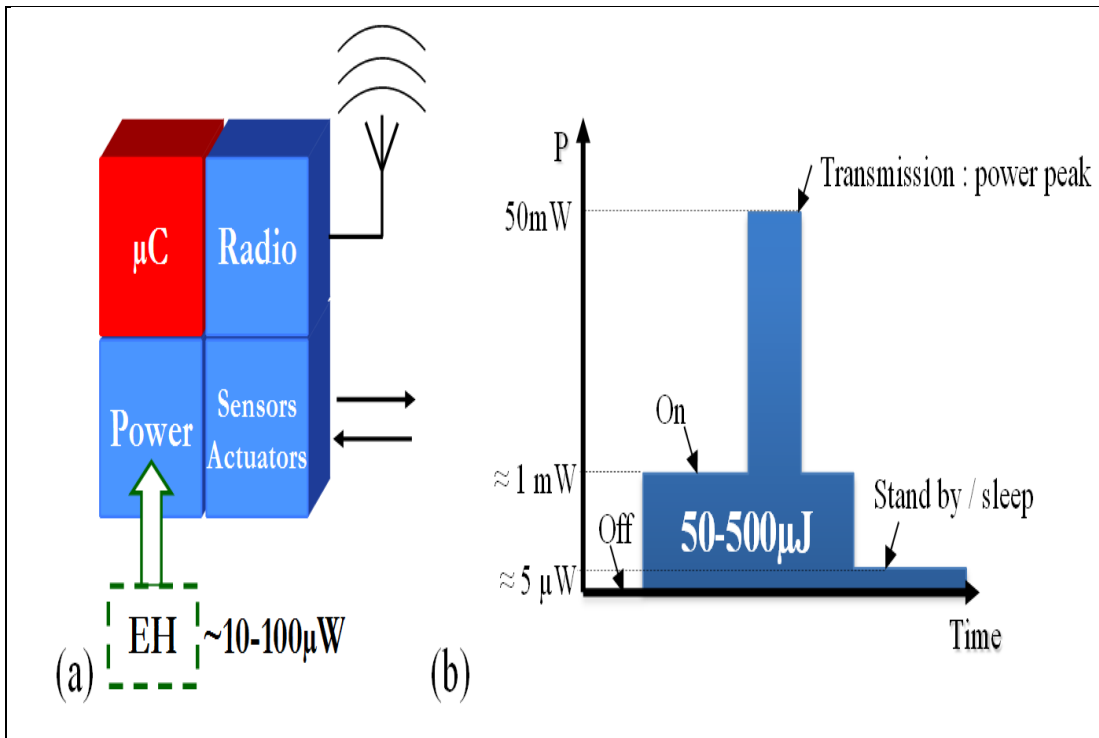 µC
Radio
Power
Sensors
Actuators
EH
~10-100µW
(a)
P
50mW
Transmission : power peak
On
≈ 1 mW
Stand by / sleep
Off
50-500µJ
≈ 5 µW
Time
(b)